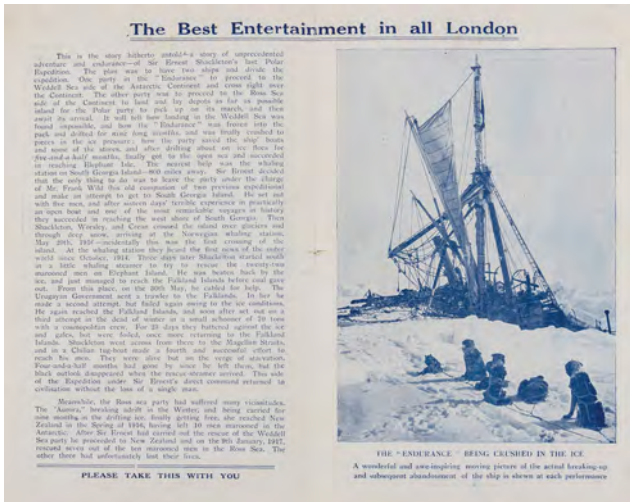 The Best Entertainment in all London
This is the story hitherto untold—a story of unprecedented
adventure and endurance—of Sir Ernest Shackleton's last Polar
Expedition. The plan was to have two ships and divide the
expedition. One party in the "Endurance" to proceed to the
Weddell Sea side of the Antarctic Continent and cross right over
the Continent. The other party was to proceed to the Ross Sea
side of the Continent to land and lay depots as far as possible
inland for the Polar party to pick up on its march, and then
await its arrival. It will tell how landing in the Weddell Sea was
found impossible, and how the "Endurance" was frozen into the
pack and drifted for nine long months, and was finally crushed to
pieces in the ice pressure; how the party saved the ship' boats
and some of the stores, and after drifting about on ice floes for
five-and-a-half months, finally got to the open sea and succeeded
in reaching Elephant Isle. The nearest help was the whaling
station on South Georgia Island—800 miles away. Sir Ernest decided
that the only thing to do was to leave the party under the charge
of Mr. Frank Wild (his old companion of two previous expeditions)
and make an attempt to get to South Georgia Island. He set out
with five men, and after sixteen days' terrible experience in practically
an open boat and one of the most remarkable voyages in history
they succeeded in reaching the west shore of South Georgia. Then
Shackleton, Worsley, and Crean crossed the island over glaciers and
through deep snow, arriving at the Norwegian whaling station,
May 20th, 1916—incidentally this was the first crossing of the
island. At the whaling station they heard the first news of the outer
world since October, 1914. Three days later Shackleton started south
in a little whaling steamer to try to rescue the twenty-two
marooned men on Elephant Island. He was beaten back by the
ice, and just managed to reach the Falkland Islands before coal gave
out. From this place, on the 30th May, he cabled for help. The
Uruguayan Government sent a trawler to the Falklands. In her he
made a second attempt, but failed again owing to the ice conditions.
He again reached the Falkland Islands, and soon after set out on a
third attempt in the dead of winter in a small schooner of 70 tons
with a cosmopolitan crew. For 23 days they battered against the ice
and gales, but were foiled, once more returning to the Falkland
Islands. Shackleton went across from there to the Magellan Straits,
and in a Chilian tug-boat made a fourth and successful effort to
reach his men. They were alive but on the verge of starvation.
Four-and-a-half months had gone by since he left them, but the
black outlook disappeared when the rescue steamer arrived. This side
of the Expedition under Sir Ernest's direct command returned to
civilisation without the loss of a single man.
Meanwhile, the Ross Sea party had suffered many vicissitudes.
The "Aurora," breaking adrift in the Winter, and being carried for
nine months in the drifting ice, finally getting free, she reached New
Zealand in the Spring of 1916, having left 10 men marooned in the
Antarctic. After Sir Ernest had carried out the rescue of the Weddell
Sea party he proceeded to New Zealand and on the 9th January, 1917,
rescued seven out of the ten marooned men in the Ross Sea. The
other three had unfortunately lost their lives.
PLEASE TAKE THIS WITH YOU
THE "ENDURANCE" BEING CRUSHED IN THE ICE
A wonderful and awe-inspiring moving picture of the actual breaking-up
and subsequent abandonment of the ship is shewn at each performance